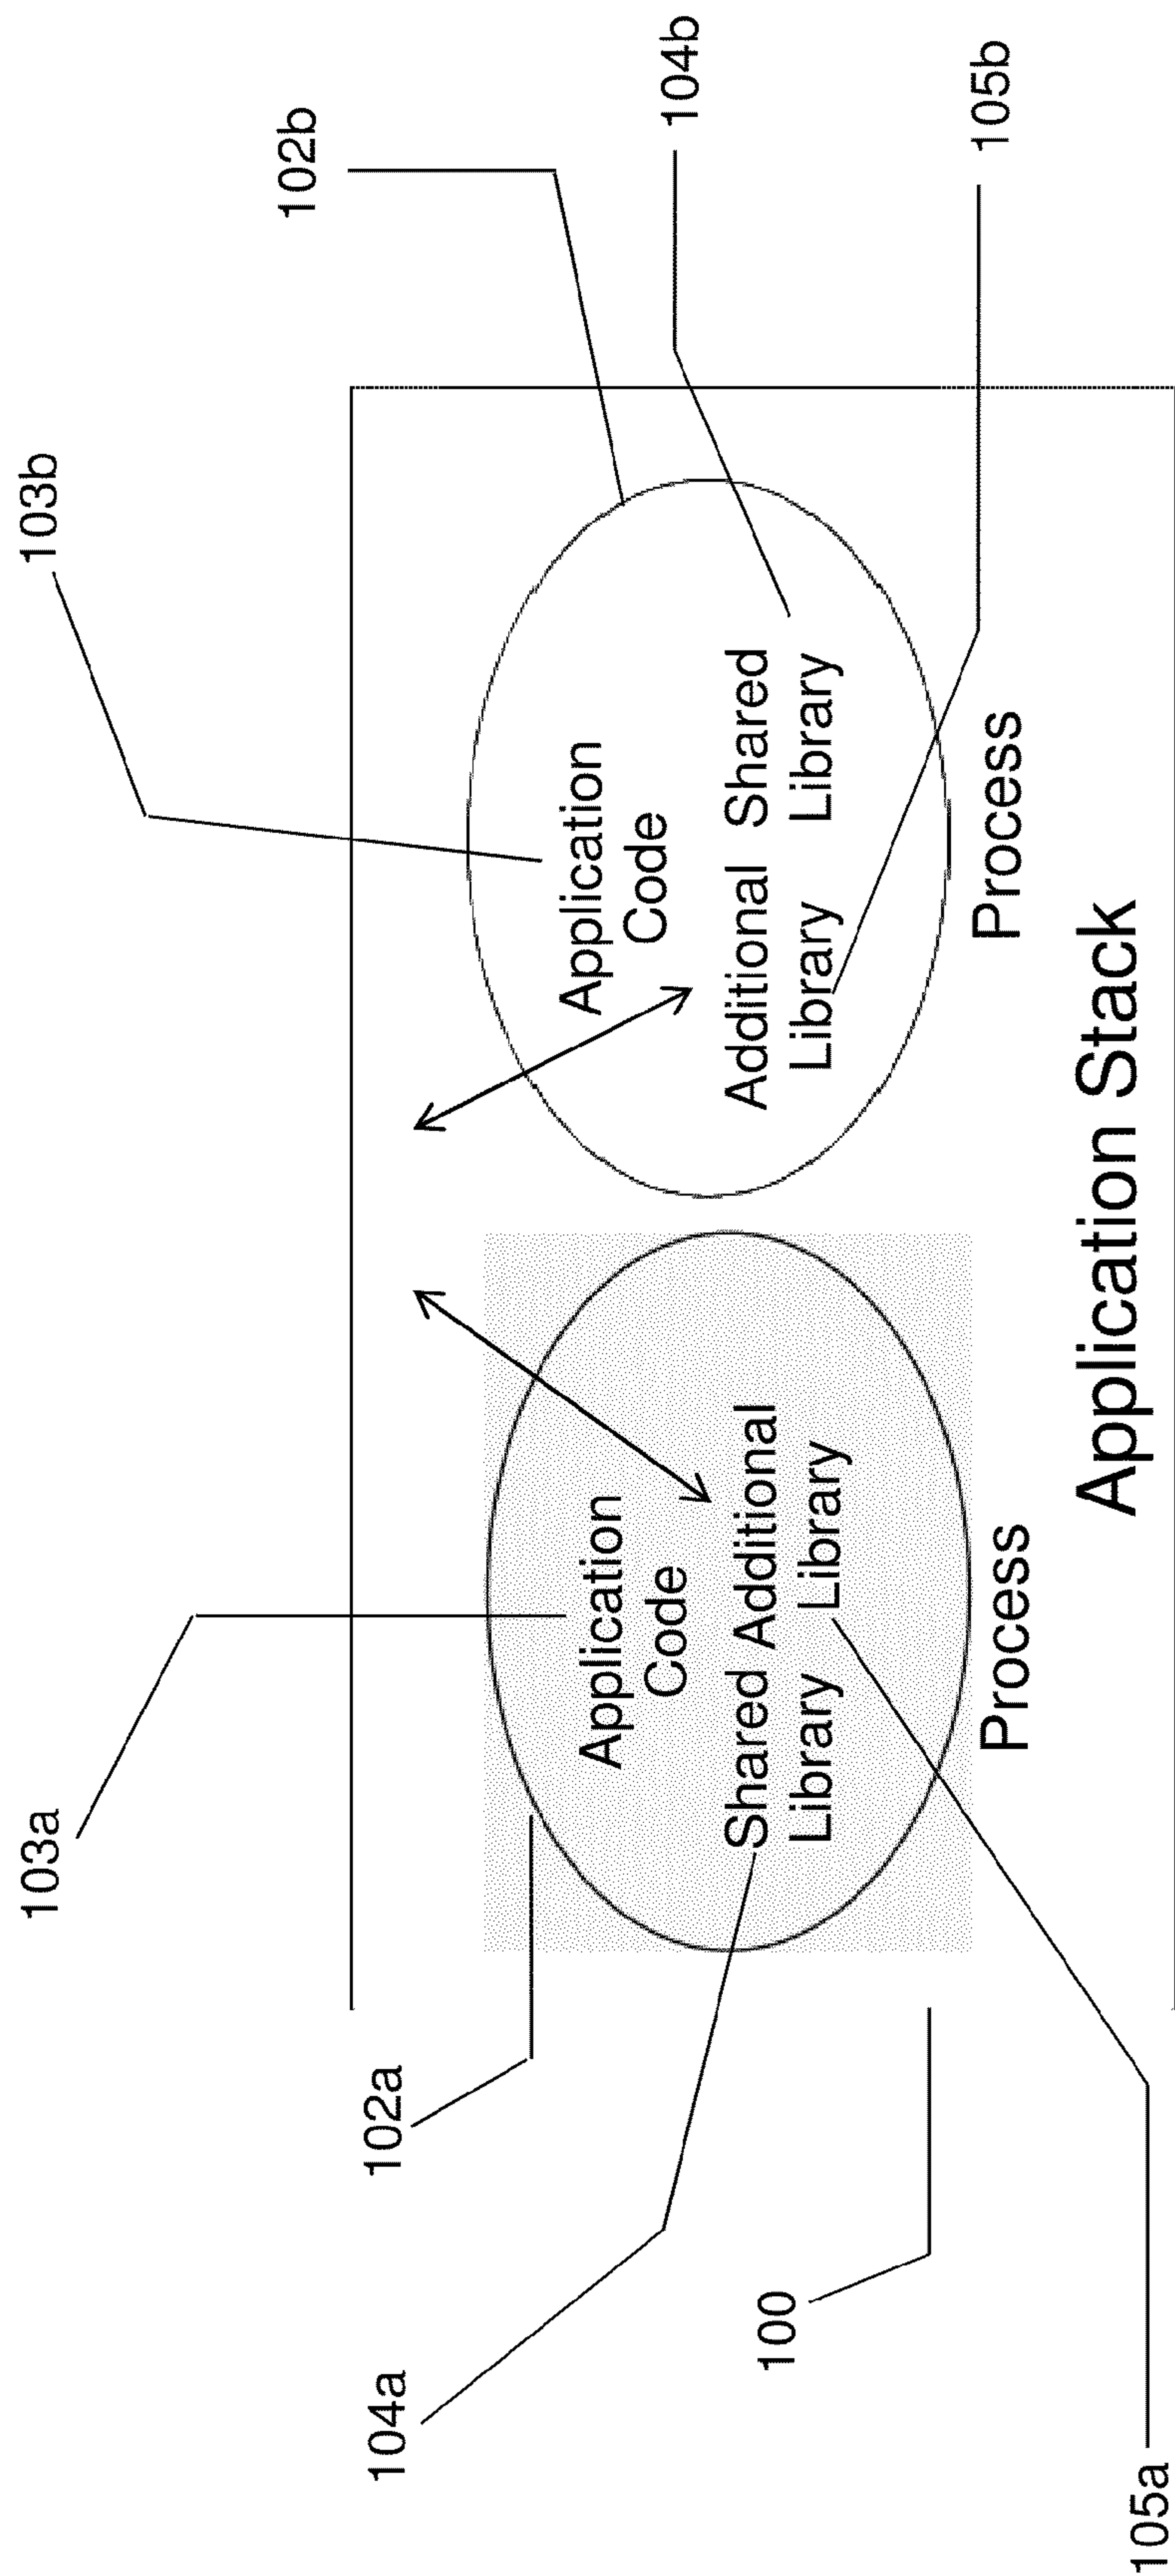 103a
103b
102b
102a
104a
104b
Application
Code
Application
Code
Shared Additional
Library Library
Additional Shared
Library Library
100
105b
Process
Process
Application Stack
105a